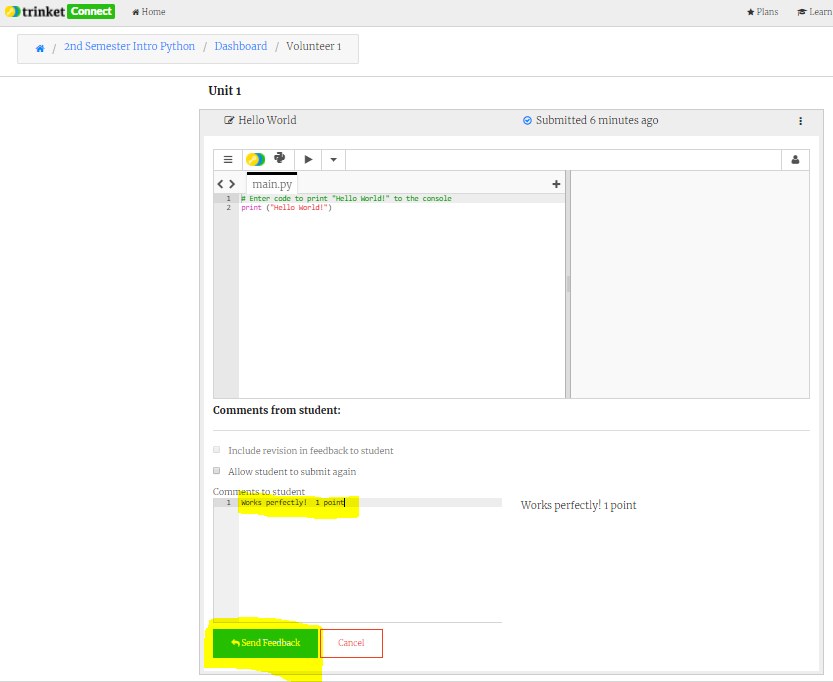 trinket Connect Home Plans Learn
/ 2nd Semester Intro Python / Dashboard / Volunteer 1
Unit 1
Hello World Submitted 6 minutes ago
main.py
1 # Enter code to print "Hello World!" to the console
2 print ("Hello World!")
Comments from student:
Include revision in feedback to student
Allow student to submit again
Comments to student
1 Works perfectly! 1 point Works perfectly! 1 point
Send Feedback Cancel